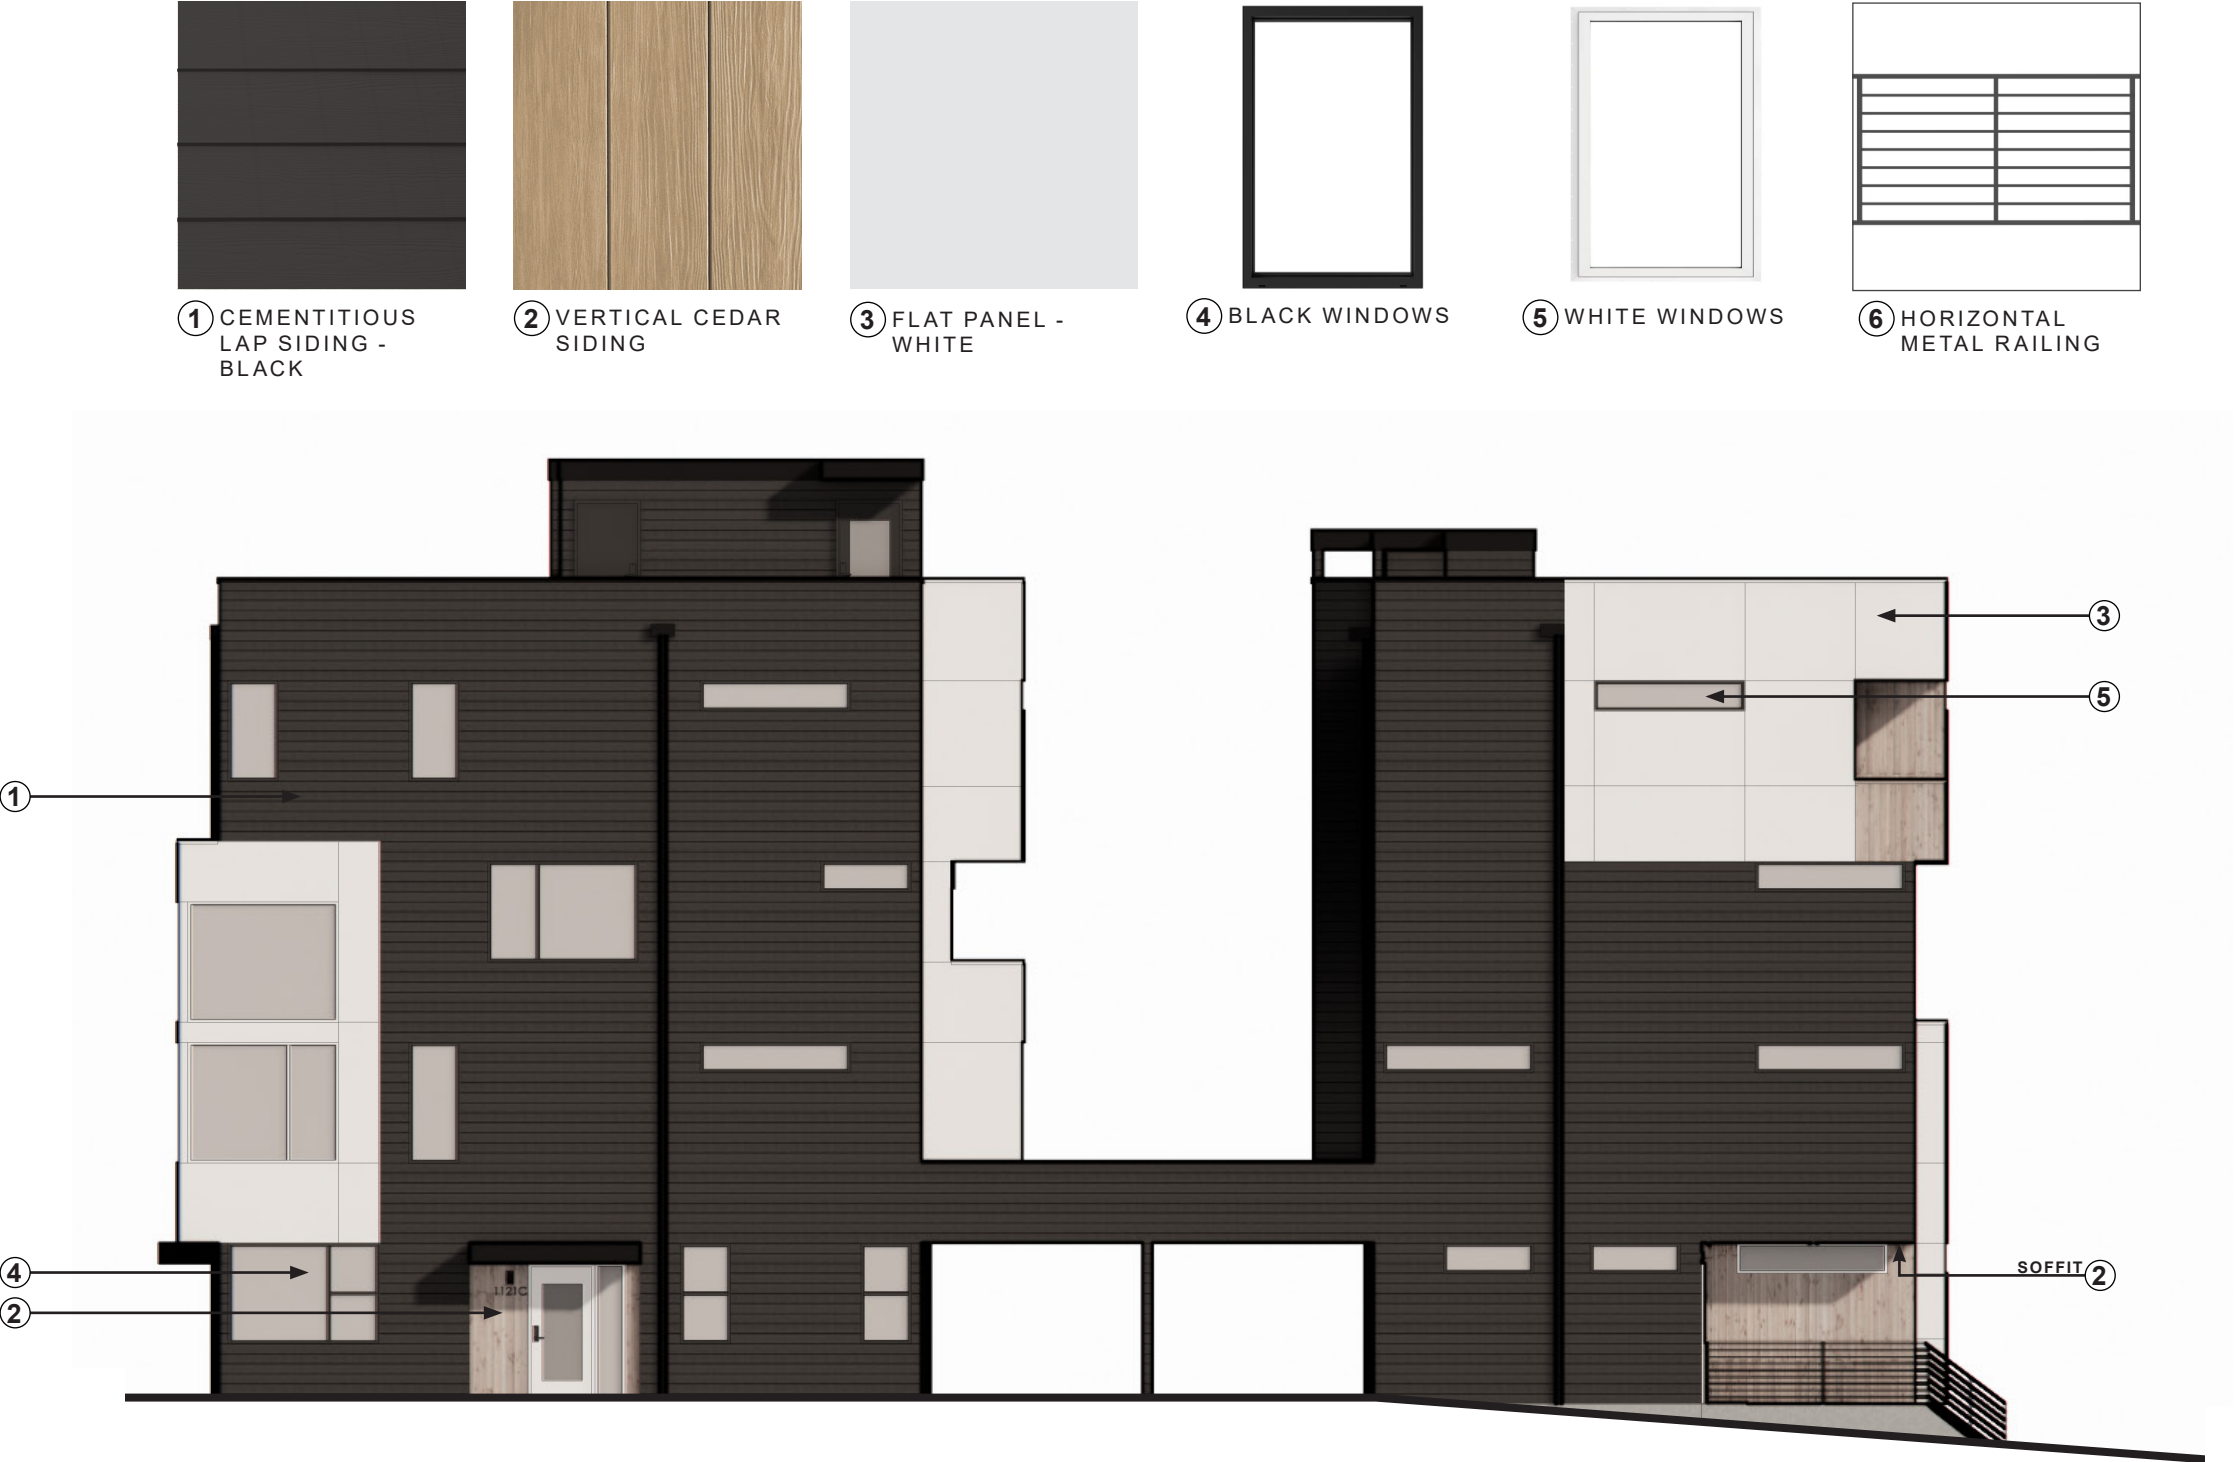 1 CEMENTITIOUS
LAP SIDING -
BLACK
2 VERTICAL CEDAR
SIDING
3 FLAT PANEL -
WHITE
4 BLACK WINDOWS
5 WHITE WINDOWS
6 HORIZONTAL
METAL RAILING
3
5
1
4
SOFFIT 2
2
1121C